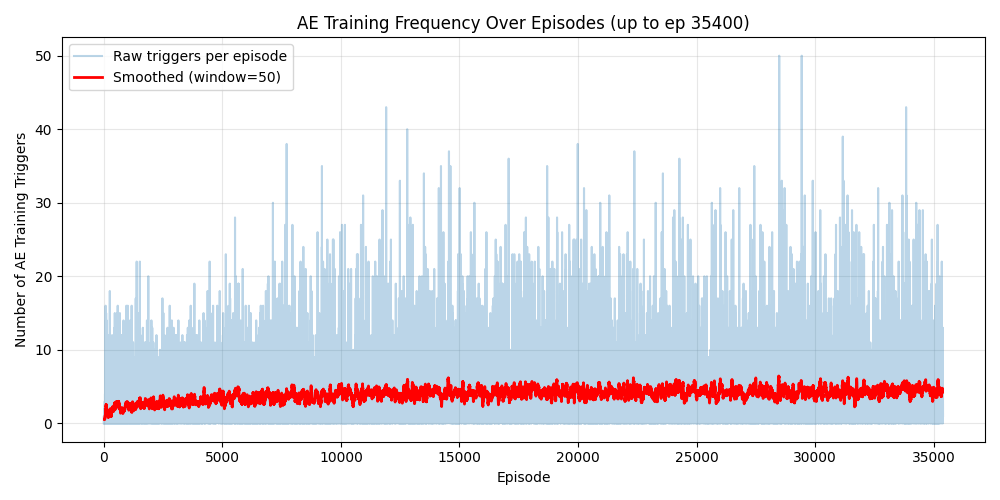 AE Training Frequency Over Episodes (up to ep 35400)
Raw triggers per episode
Smoothed (window=50)
Number of AE Training Triggers
50
40
30
20
10
0
0 5000 10000 15000 20000 25000 30000 35000
Episode